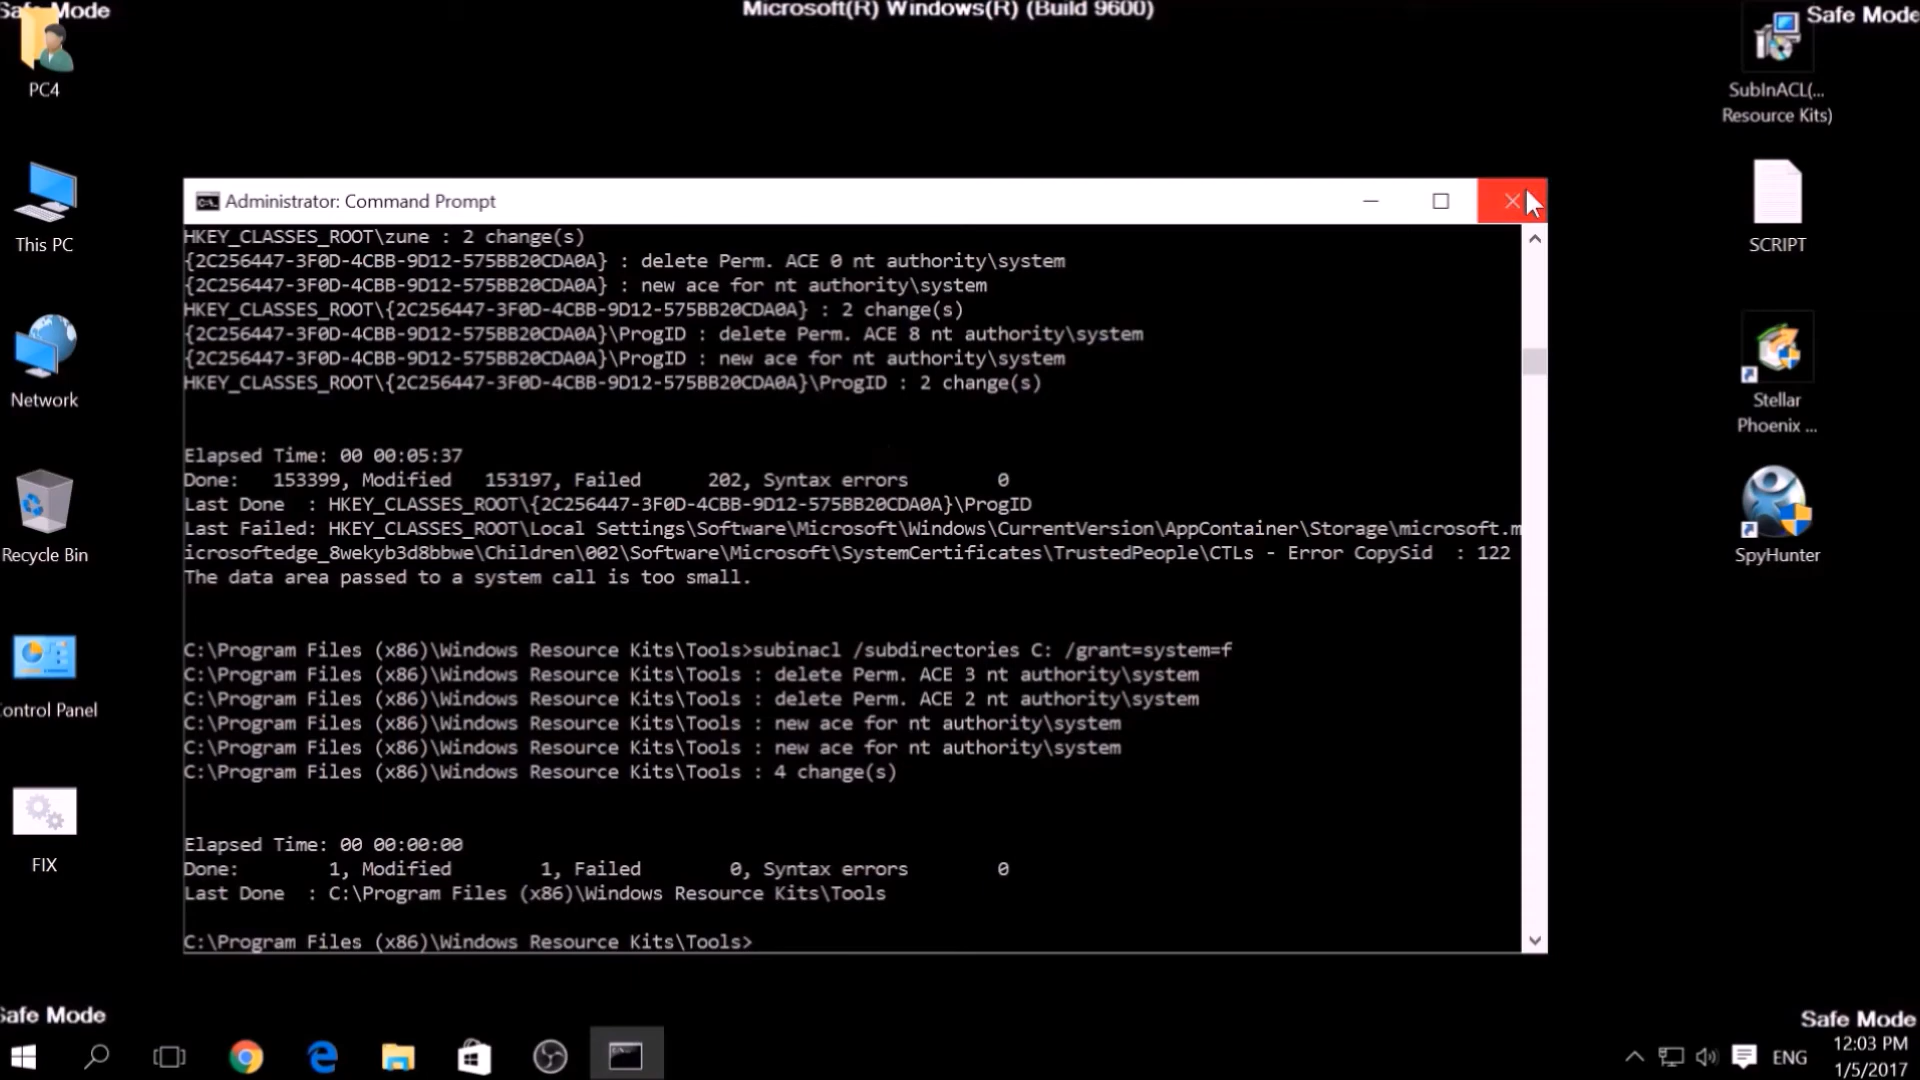 Safe Mode
Microsoft(R) Windows(R) (Build 9600)
Safe Mode
PC4
This PC
Network
Recycle Bin
Control Panel
FIX
SubInACL(...
Resource Kits)
SCRIPT
Stellar
Phoenix ...
SpyHunter
Administrator: Command Prompt
HKEY_CLASSES_ROOT\zune : 2 change(s)
{2C256447-3F0D-4CBB-9D12-575BB20CDA0A} : delete Perm. ACE 0 nt authority\system
{2C256447-3F0D-4CBB-9D12-575BB20CDA0A} : new ace for nt authority\system
HKEY_CLASSES_ROOT\{2C256447-3F0D-4CBB-9D12-575BB20CDA0A} : 2 change(s)
{2C256447-3F0D-4CBB-9D12-575BB20CDA0A}\ProgID : delete Perm. ACE 8 nt authority\system
{2C256447-3F0D-4CBB-9D12-575BB20CDA0A}\ProgID : new ace for nt authority\system
HKEY_CLASSES_ROOT\{2C256447-3F0D-4CBB-9D12-575BB20CDA0A}\ProgID : 2 change(s)
Elapsed Time: 00 00:05:37
Done: 153399, Modified 153197, Failed 202, Syntax errors 0
Last Done : HKEY_CLASSES_ROOT\{2C256447-3F0D-4CBB-9D12-575BB20CDA0A}\ProgID
Last Failed: HKEY_CLASSES_ROOT\Local Settings\Software\Microsoft\Windows\CurrentVersion\AppContainer\Storage\microsoft.m
icrosoftedge_8wekyb3d8bbwe\Children\002\Software\Microsoft\SystemCertificates\TrustedPeople\CTLs - Error CopySid : 122
The data area passed to a system call is too small.
C:\Program Files (x86)\Windows Resource Kits\Tools>subinacl /subdirectories C: /grant=system=f
C:\Program Files (x86)\Windows Resource Kits\Tools : delete Perm. ACE 3 nt authority\system
C:\Program Files (x86)\Windows Resource Kits\Tools : delete Perm. ACE 2 nt authority\system
C:\Program Files (x86)\Windows Resource Kits\Tools : new ace for nt authority\system
C:\Program Files (x86)\Windows Resource Kits\Tools : new ace for nt authority\system
C:\Program Files (x86)\Windows Resource Kits\Tools : 4 change(s)
Elapsed Time: 00 00:00:00
Done: 1, Modified 1, Failed 0, Syntax errors 0
Last Done : C:\Program Files (x86)\Windows Resource Kits\Tools
C:\Program Files (x86)\Windows Resource Kits\Tools>
Safe Mode
Safe Mode
ENG
12:03 PM
1/5/2017